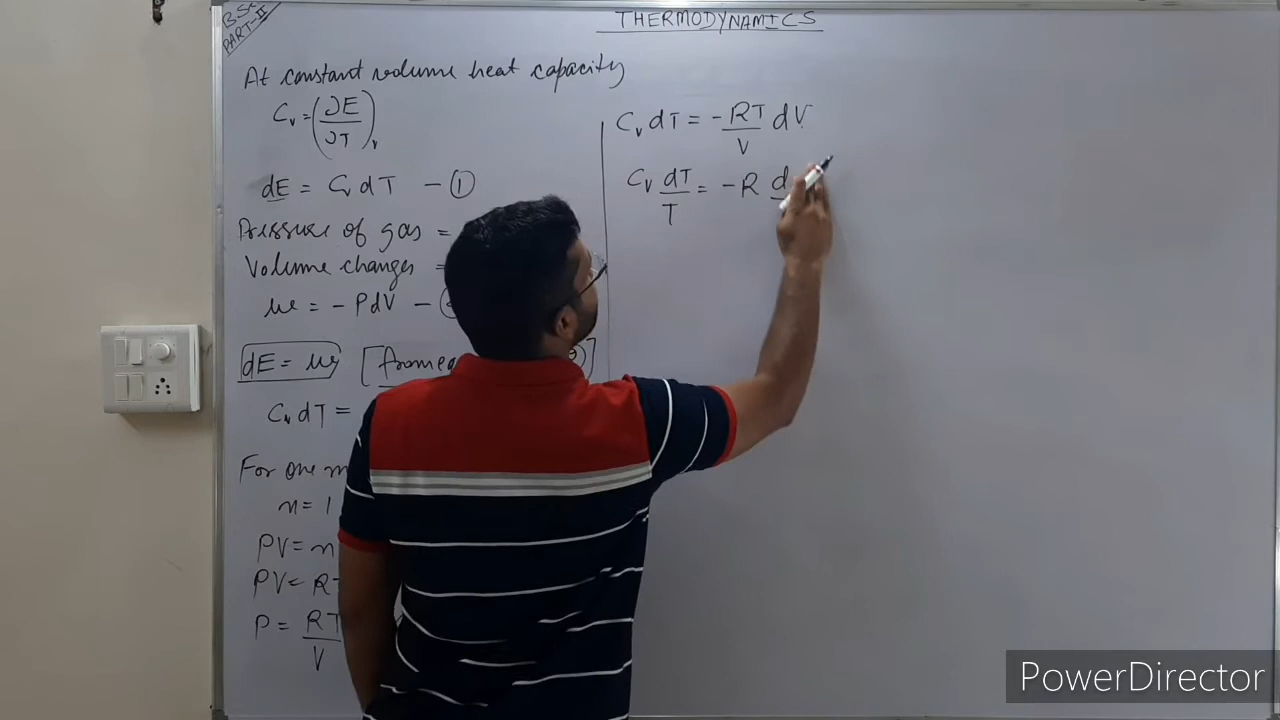 B.Sc
PART-II
THERMODYNAMICS
At constant volume heat capacity
Cv = (∂E/∂T)v
dE = Cv dT - ①
Pressure of gas =
Volume changes =
w = - PdV -
dE = w [from eq )]
Cv dT =
For one m
n = 1
PV = n
PV = RT
P = RT/V
Cv dT = - RT/V dV
Cv dT/T = - R d
PowerDirector